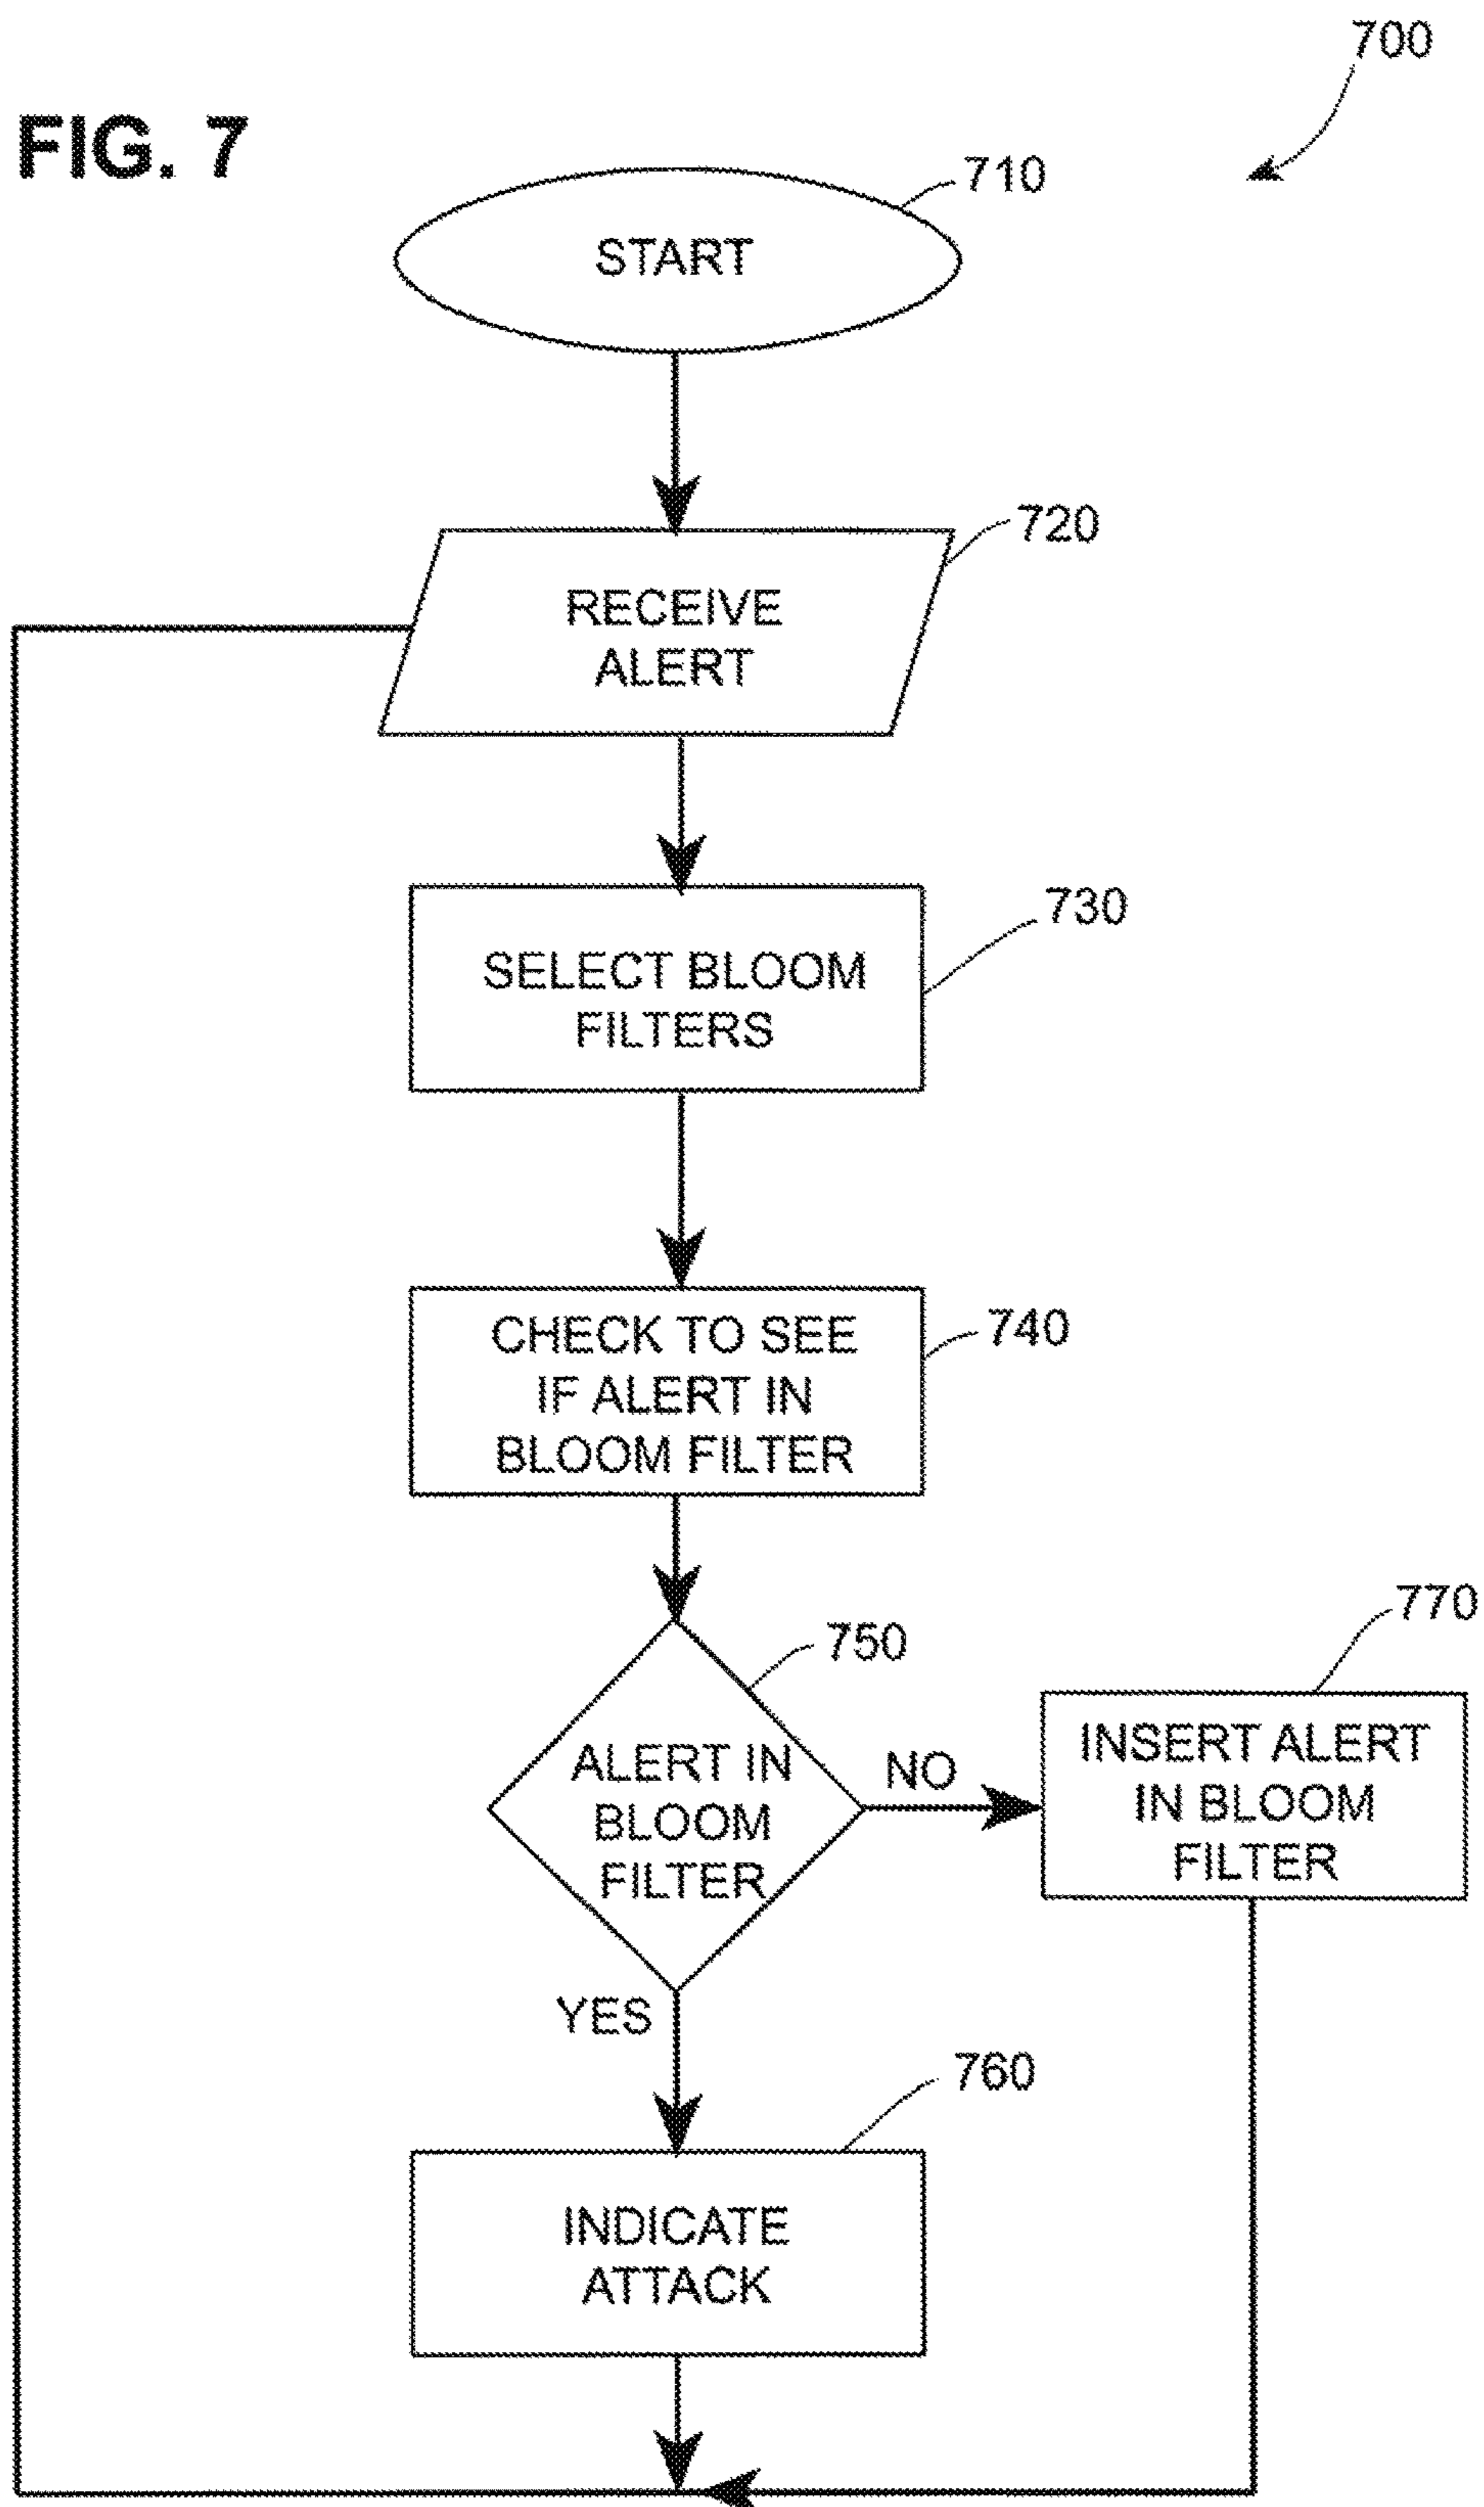 700
FIG. 7
710
START
720
RECEIVE
ALERT
730
SELECT BLOOM
FILTERS
740
CHECK TO SEE
IF ALERT IN
BLOOM FILTER
750
770
ALERT IN
BLOOM
FILTER
NO
INSERT ALERT
IN BLOOM
FILTER
YES
760
INDICATE
ATTACK